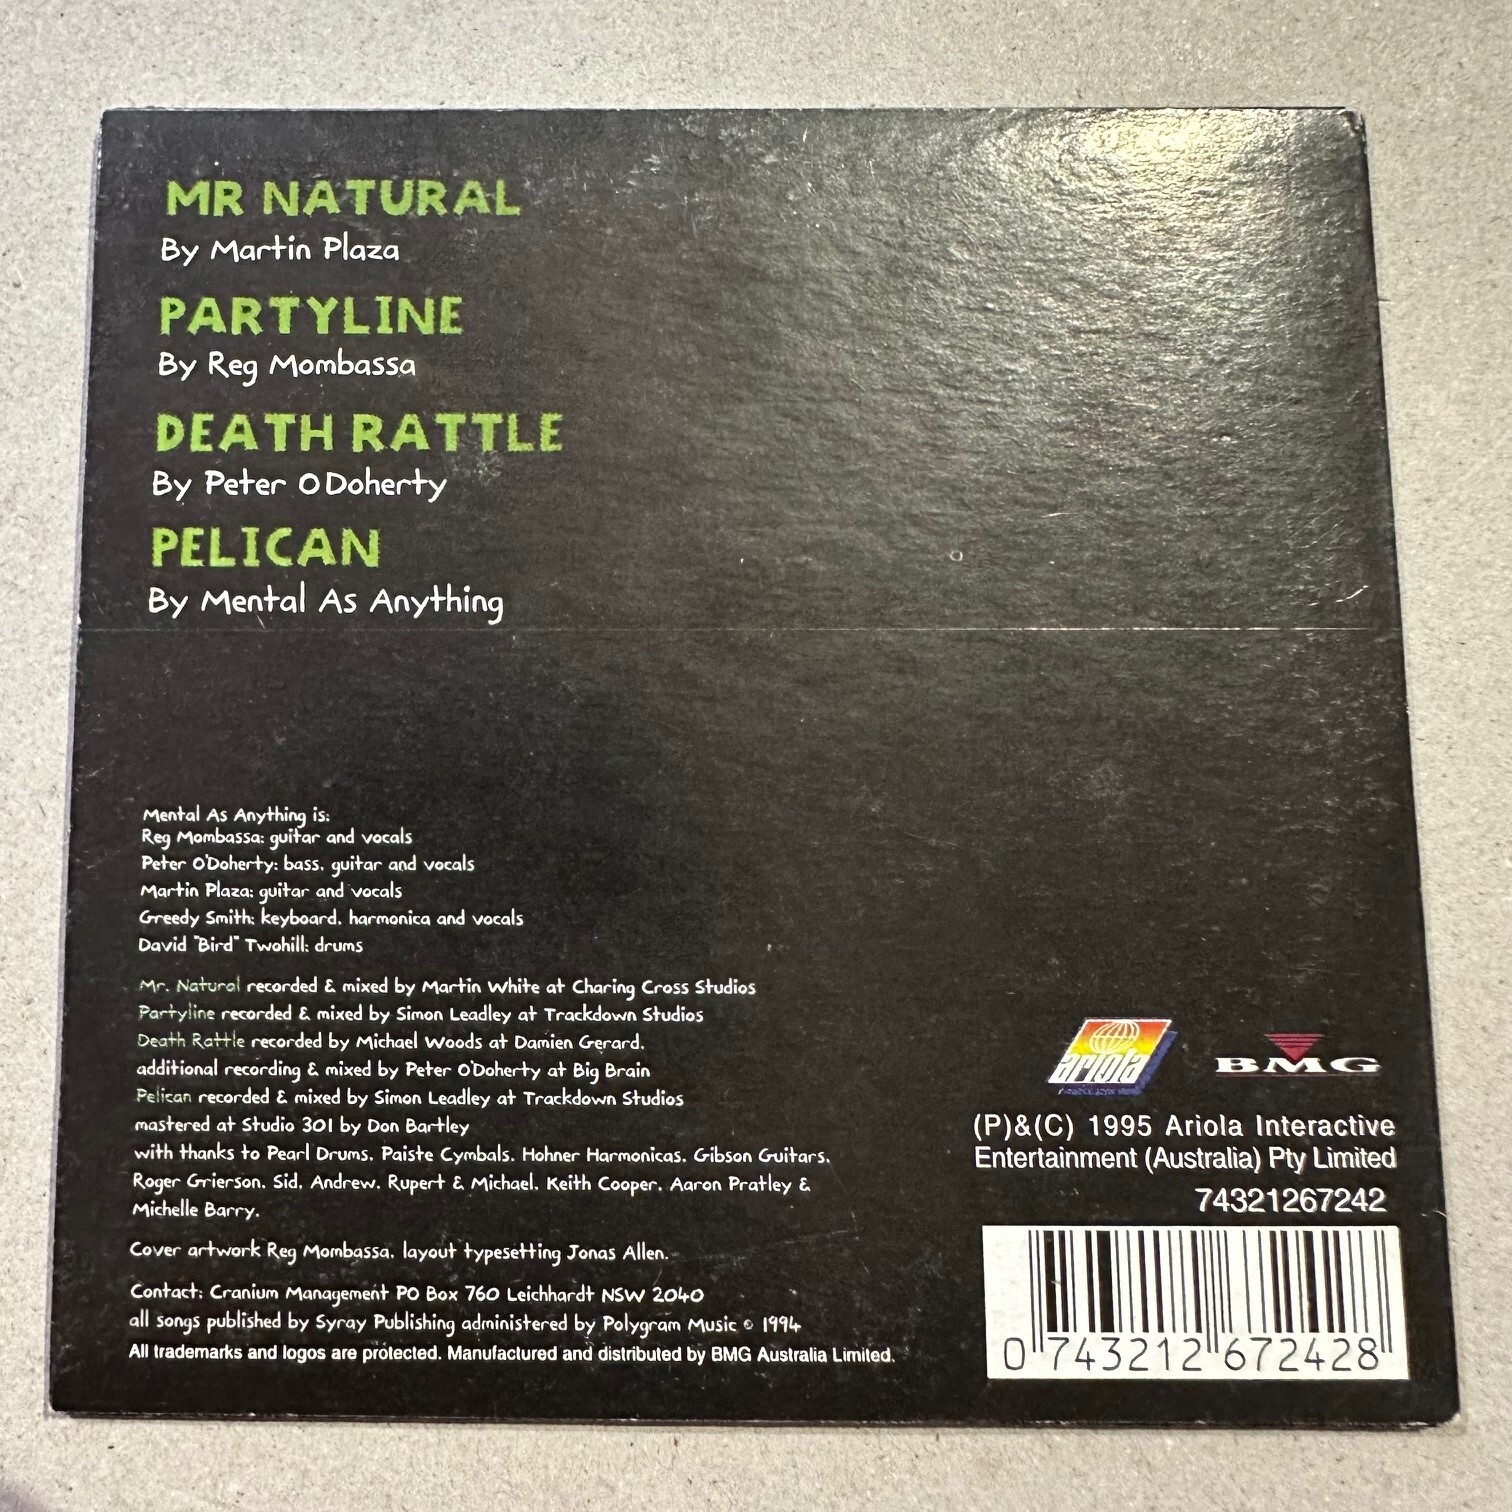 MR NATURAL
By Martin Plaza
PARTYLINE
By Reg Mombassa
DEATH RATTLE
By Peter O Doherty
PELICAN
By Mental As Anything
Mental As Anything is:
Reg Mombassa: guitar and vocals
Peter O'Doherty: bass, guitar and vocals
Martin Plaza: guitar and vocals
Greedy Smith: keyboard, harmonica and vocals
David "Bird" Twohill: drums
Mr. Natural recorded & mixed by Martin White at Charing Cross Studios
Partyline recorded & mixed by Simon Leadley at Trackdown Studios
Death Rattle recorded by Michael Woods at Damien Gerard,
additional recording & mixed by Peter O'Doherty at Big Brain
Pelican recorded & mixed by Simon Leadley at Trackdown Studios
mastered at Studio 301 by Don Bartley
with thanks to Pearl Drums, Paiste Cymbals, Hohner Harmonicas, Gibson Guitars,
Roger Grierson, Sid, Andrew, Rupert & Michael, Keith Cooper, Aaron Pratley &
Michelle Barry.
Cover artwork Reg Mombassa, layout typesetting Jonas Allen.
Contact: Cranium Management PO Box 760 Leichhardt NSW 2040
all songs published by Syray Publishing administered by Polygram Music © 1994
All trademarks and logos are protected. Manufactured and distributed by BMG Australia Limited.
ariola
BMG
(P)&(C) 1995 Ariola Interactive
Entertainment (Australia) Pty Limited
74321267242
0 743212 672428